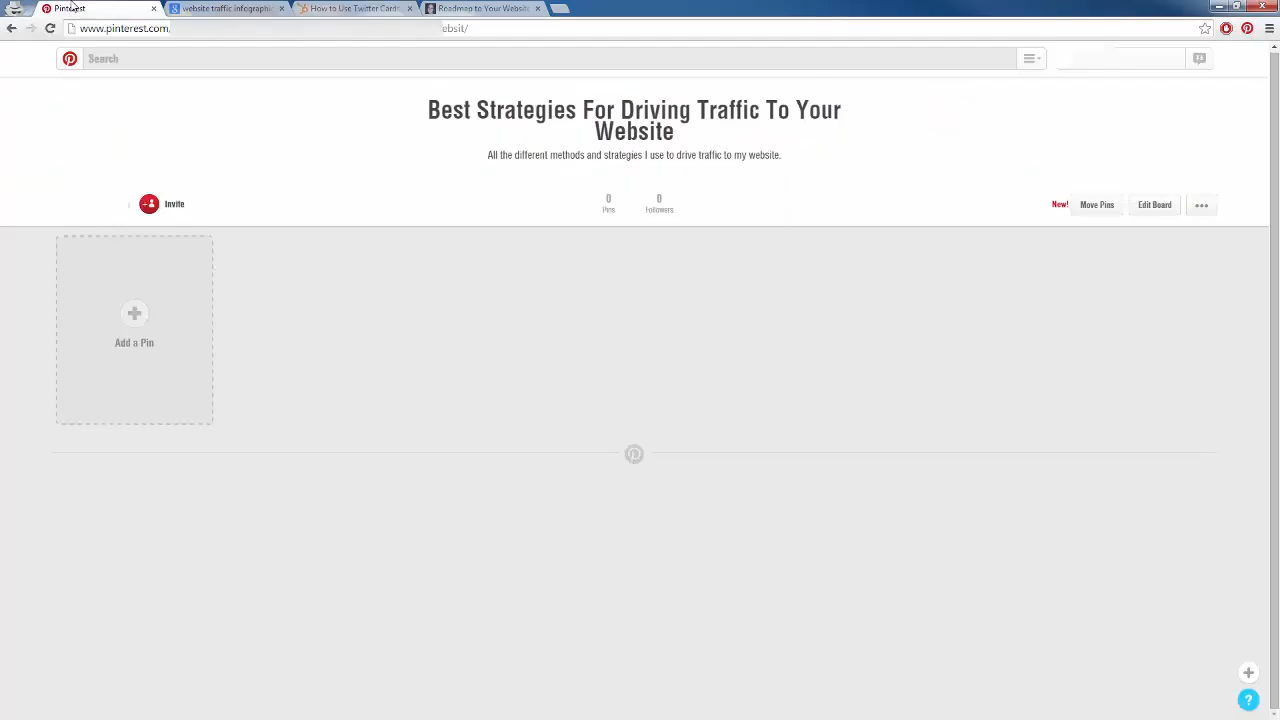 Pinterest
website traffic infographic
How to Use Twitter Cards
Roadmap to Your Website
www.pinterest.com
ebsit/
Search
Best Strategies For Driving Traffic To Your
Website
All the different methods and strategies I use to drive traffic to my website.
Invite
0
Pins
0
Followers
New!
Move Pins
Edit Board
Add a Pin